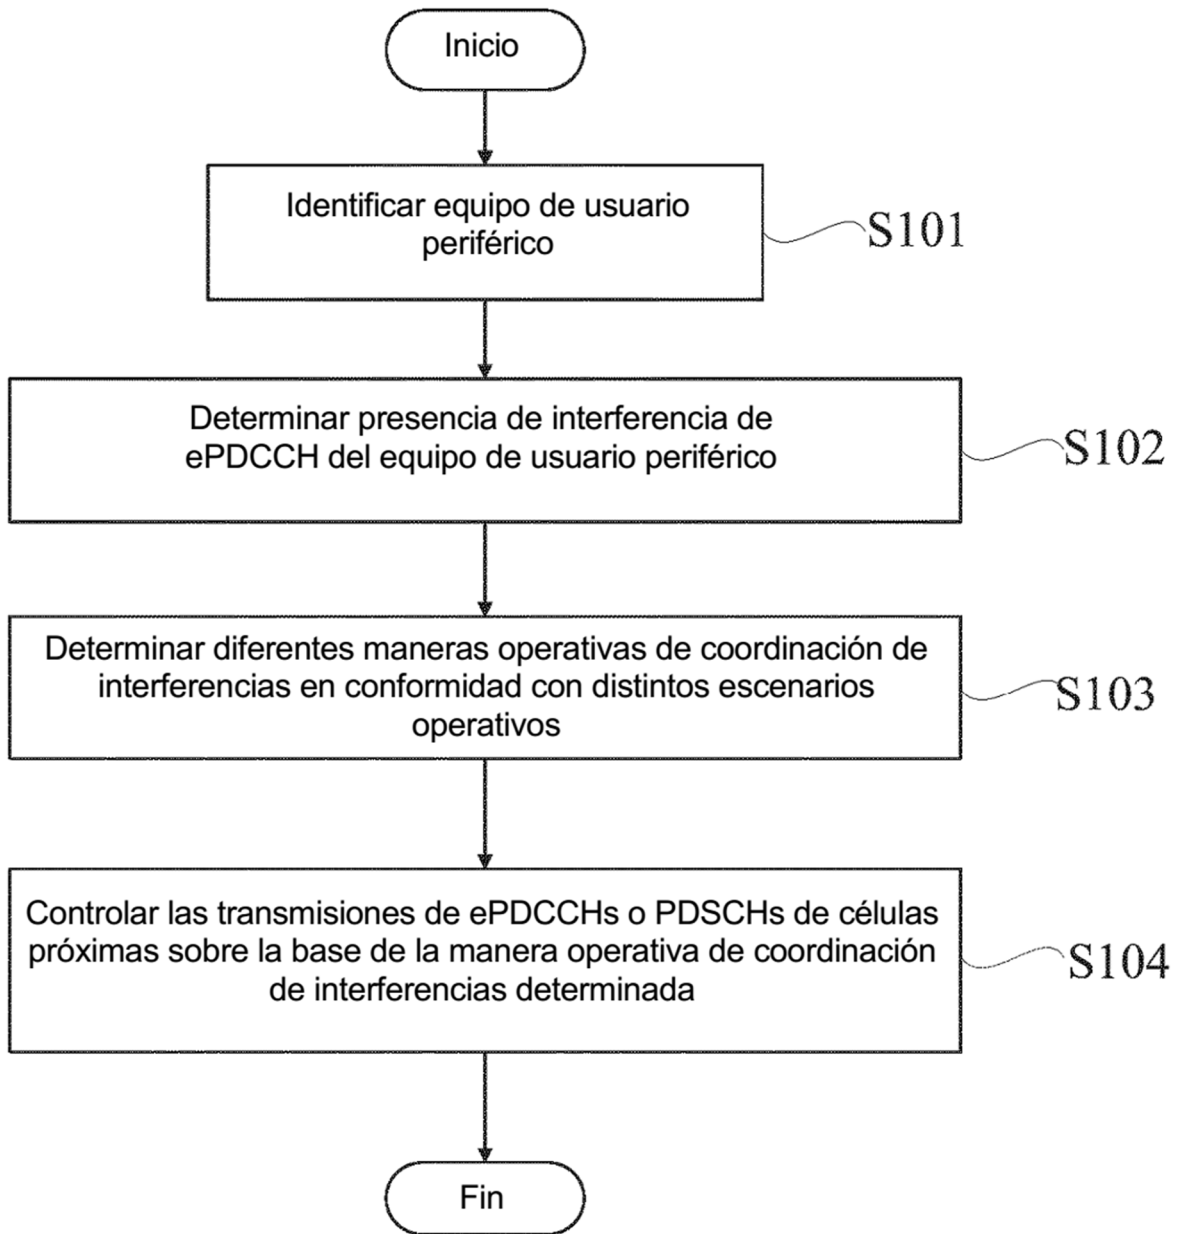 Inicio
Identificar equipo de usuario
periférico
S101
Determinar presencia de interferencia de
ePDCCH del equipo de usuario periférico
S102
Determinar diferentes maneras operativas de coordinación de
interferencias en conformidad con distintos escenarios
operativos
S103
Controlar las transmisiones de ePDCCHs o PDSCHs de células
próximas sobre la base de la manera operativa de coordinación
de interferencias determinada
S104
Fin